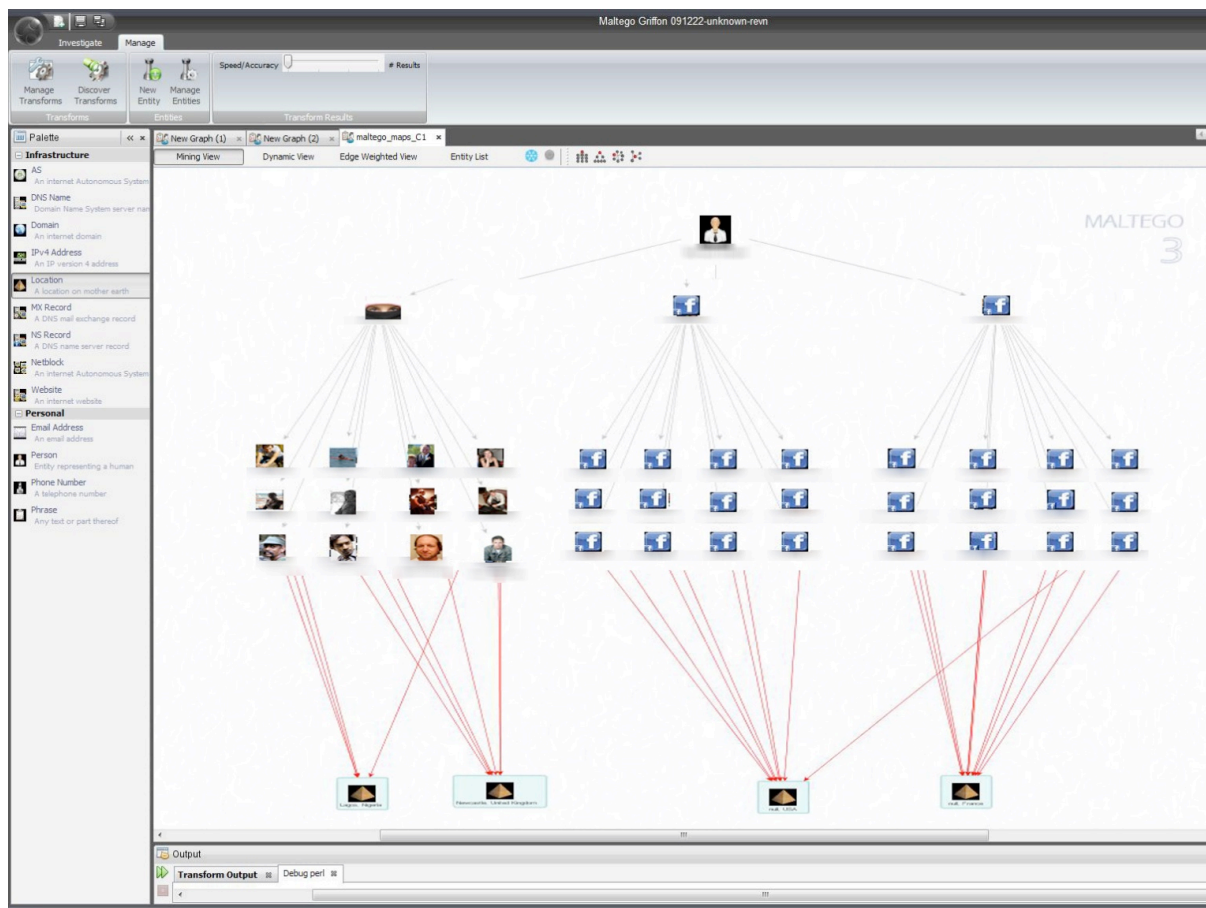 Maltego Griffon 091222-unknown-revn
Investigate Manage
Speed/Accuracy # Results
Manage Transforms
Discover Transforms
New Entity
Manage Entities
Transforms Entities Transform Results
Palette
New Graph (1) New Graph (2) maltego_maps_C1
Mining View Dynamic View Edge Weighted View Entity List
Infrastructure
AS
An internet Autonomous System
DNS Name
Domain Name System server nam
Domain
An internet domain
IPv4 Address
An IP version 4 address
Location
A location on mother earth
MX Record
A DNS mail exchange record
NS Record
A DNS name server record
Netblock
An internet Autonomous System
Website
An internet website
Personal
Email Address
An email address
Person
Entity representing a human
Phone Number
A telephone number
Phrase
Any text or part thereof
MALTEGO
3
Lagos, Nigeria
Newcastle, United Kingdom
null, USA
null, France
Output
Transform Output Debug perl